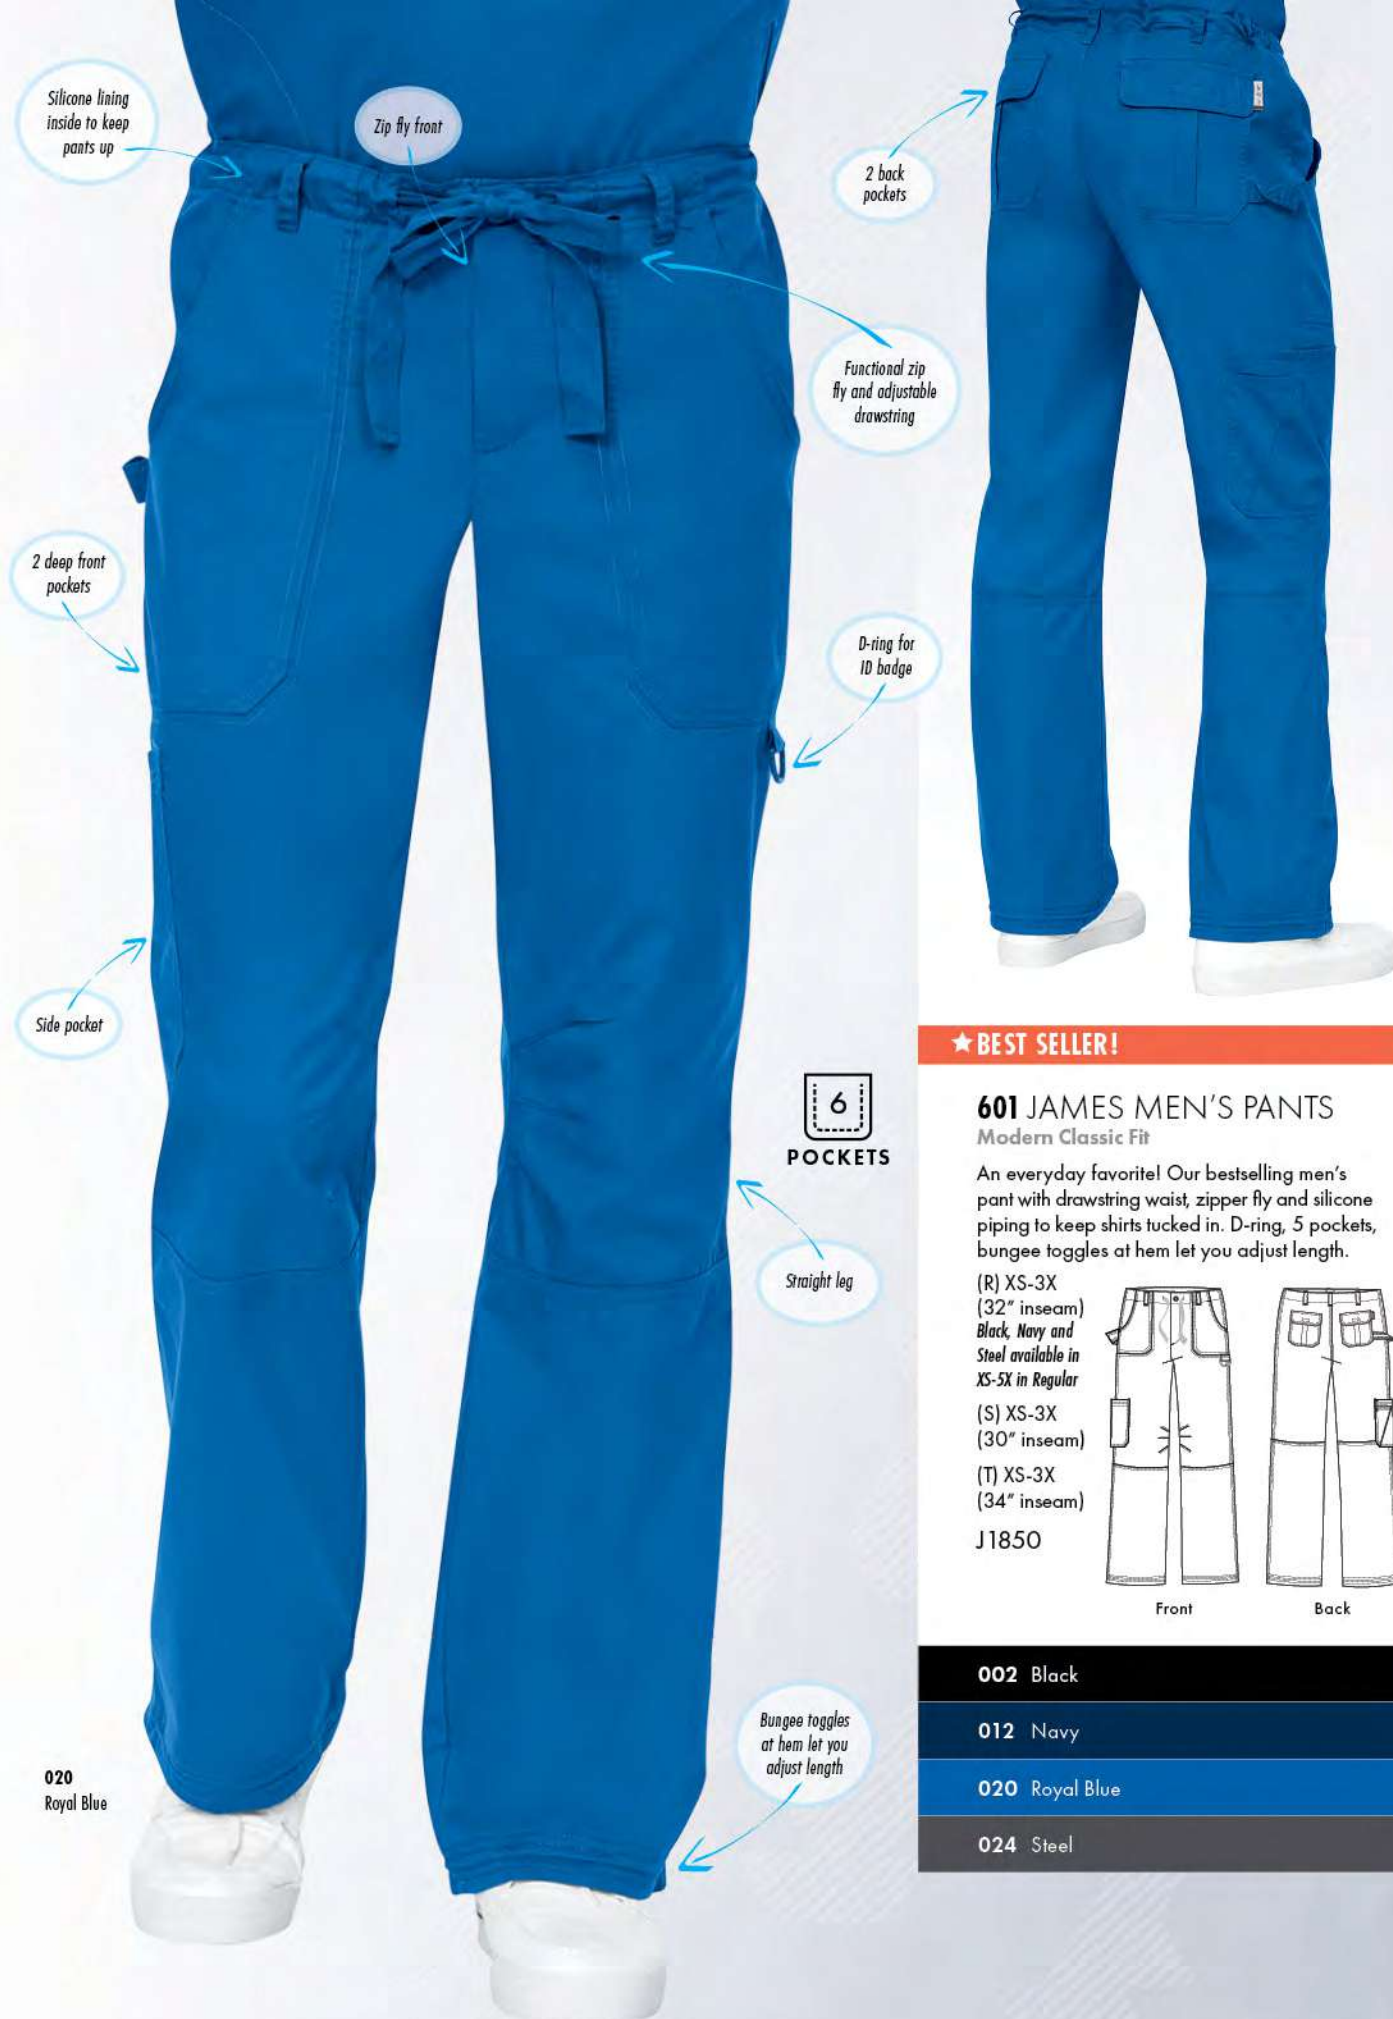 Silicone lining
inside to keep
pants up
Zip fly front
2 back
pockets
Functional zip
fly and adjustable
drawstring
2 deep front
pockets
D-ring for
ID badge
Side pocket
6
POCKETS
Straight leg
Bungee toggles
at hem let you
adjust length
020
Royal Blue
★BEST SELLER!
601 JAMES MEN'S PANTS
Modern Classic Fit
An everyday favorite! Our bestselling men's
pant with drawstring waist, zipper fly and silicone
piping to keep shirts tucked in. D-ring, 5 pockets,
bungee toggles at hem let you adjust length.
(R) XS-3X
(32" inseam)
Black, Navy and
Steel available in
XS-5X in Regular
(S) XS-3X
(30" inseam)
(T) XS-3X
(34" inseam)
J1850
Front
Back
002 Black
012 Navy
020 Royal Blue
024 Steel